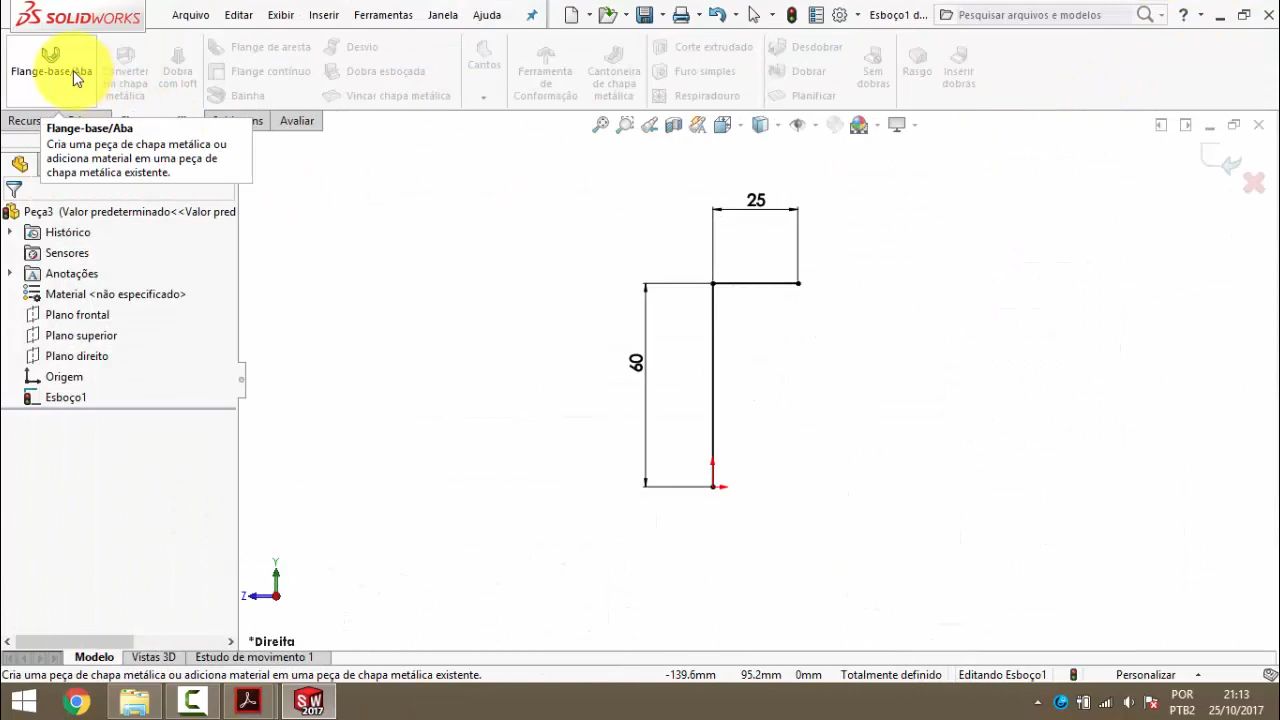 SOLIDWORKS
Arquivo Editar Exibir Inserir Ferramentas Janela Ajuda
Esboço1 d...
Pesquisar arquivos e modelos
Flange-base/Aba
Converter em chapa metálica
Dobra com loft
Flange de aresta
Flange contínuo
Bainha
Desvio
Dobra esboçada
Vincar chapa metálica
Cantos
Ferramenta de Conformação
Cantoneira de chapa metálica
Corte extrudado
Furo simples
Respiradouro
Desdobrar
Dobrar
Planificar
Sem dobras
Rasgo
Inserir dobras
Avaliar
Flange-base/Aba
Cria uma peça de chapa metálica ou
adiciona material em uma peça de
chapa metálica existente.
Peça3 (Valor predeterminado<<Valor pred
Histórico
Sensores
Anotações
Material <não especificado>
Plano frontal
Plano superior
Plano direito
Origem
Esboço1
25
60
Y
Z
*Direita
Modelo Vistas 3D Estudo de movimento 1
Cria uma peça de chapa metálica ou adiciona material em uma peça de chapa metálica existente.
-139.6mm 95.2mm 0mm Totalmente definido Editando Esboço1 Personalizar
POR
PTB2
21:13
25/10/2017
SW
2017